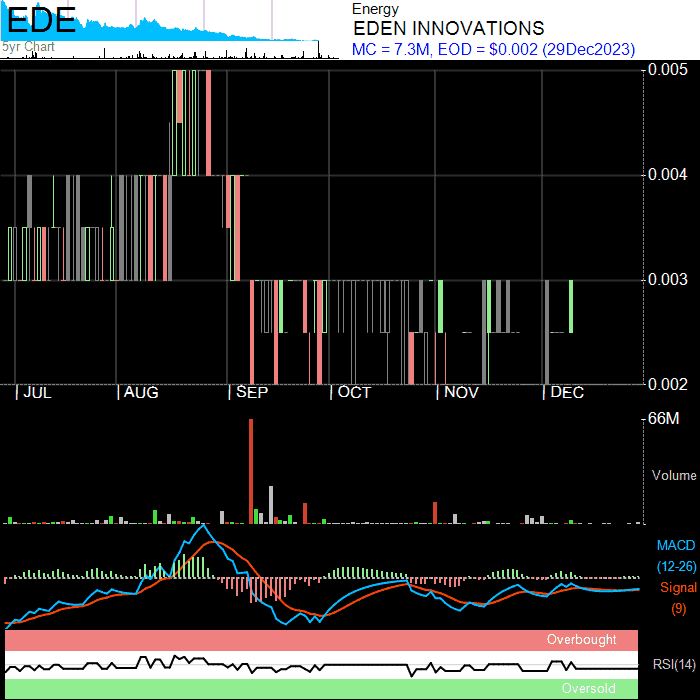 EDE
5yr Chart
Energy
EDEN INNOVATIONS
MC = 7.3M, EOD = $0.002 (29Dec2023)
0.005
0.004
0.003
0.002
JUL
AUG
SEP
OCT
NOV
DEC
66M
Volume
MACD
(12-26)
Signal
(9)
Overbought
RSI(14)
Oversold